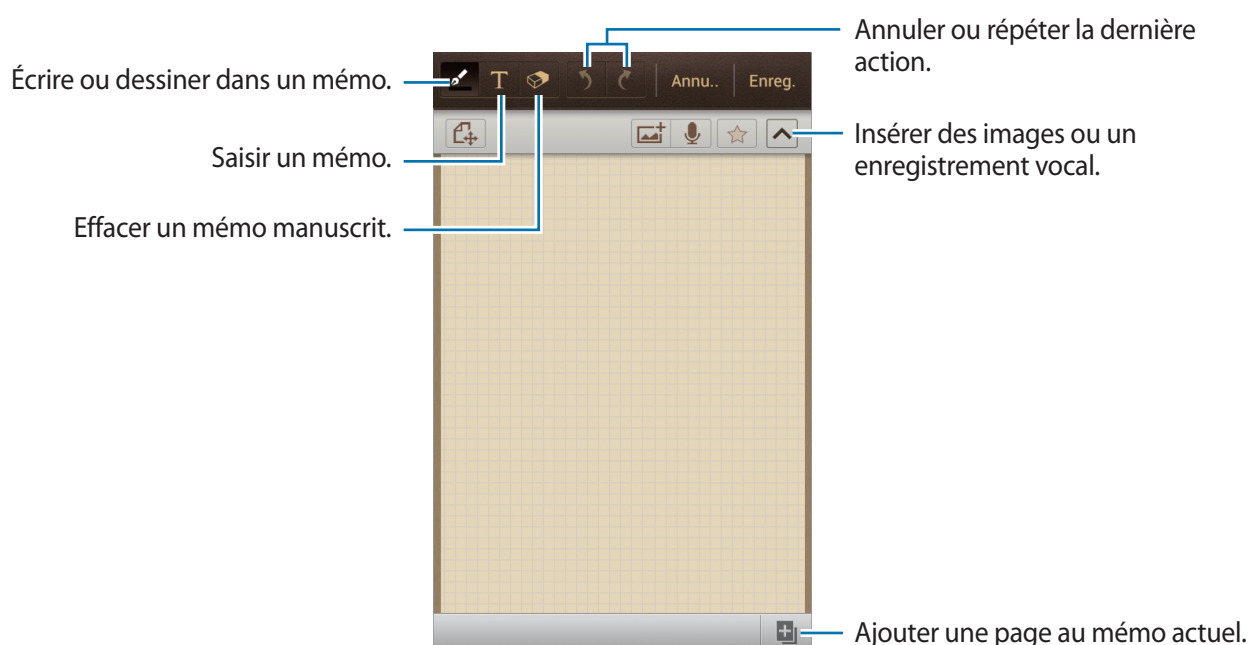 Annuler ou répéter la dernière
action.
Écrire ou dessiner dans un mémo.
T
Annu..
Enreg.
Insérer des images ou un
enregistrement vocal.
Saisir un mémo.
Effacer un mémo manuscrit.
Ajouter une page au mémo actuel.